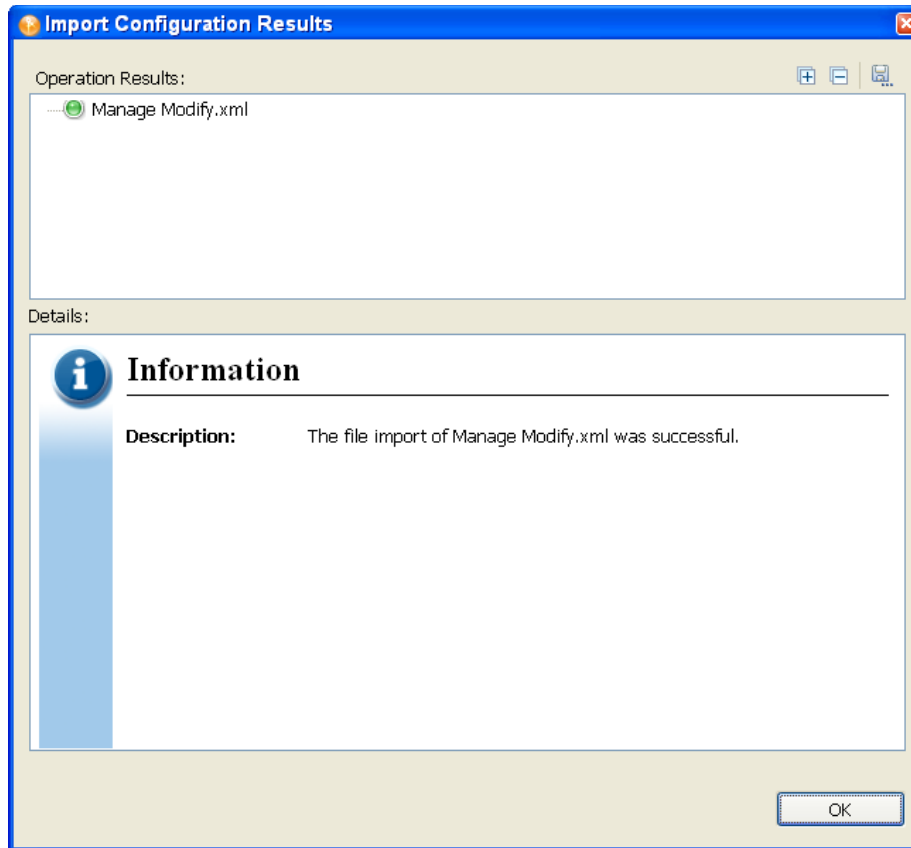 Import Configuration Results
Operation Results:
Manage Modify.xml
Details:
Information
Description: The file import of Manage Modify.xml was successful.
OK